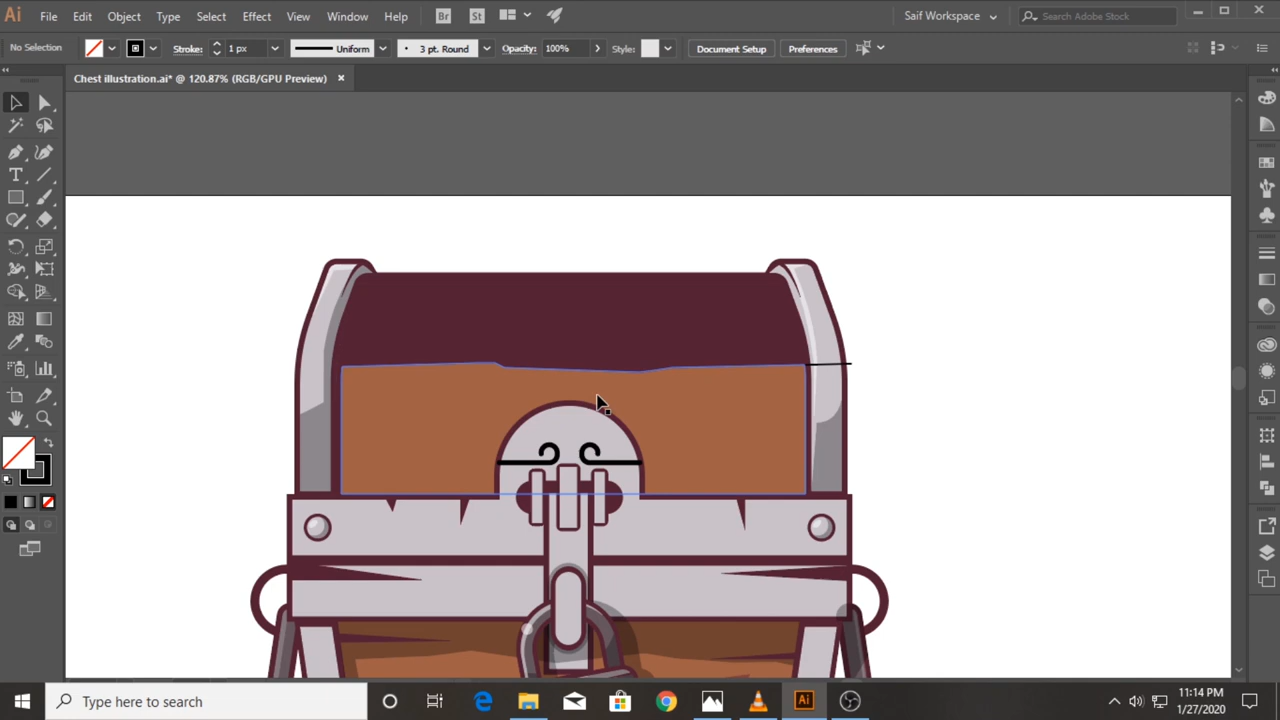 Ai File Edit Object Type Select Effect View Window Help Br St Saif Workspace Search Adobe Stock
No Selection Stroke: 1 px Uniform 3 pt. Round Opacity: 100% Style: Document Setup Preferences
Chest illustration.ai* @ 120.87% (RGB/GPU Preview)
Type here to search Ai
11:14 PM
1/27/2020